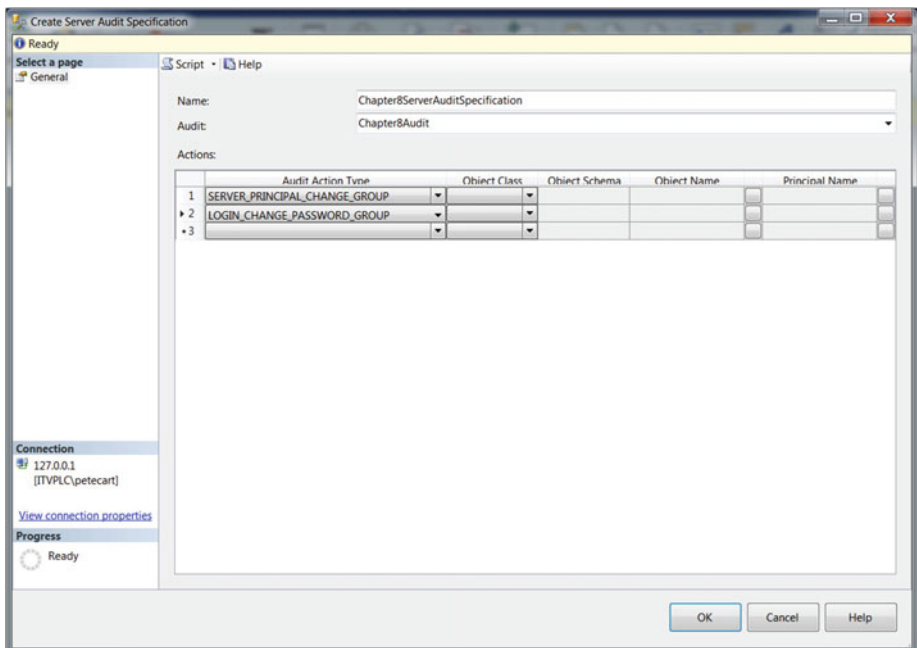 Create Server Audit Specification
Ready
Select a page
General
Script
Help
Name:
Chapter8ServerAuditSpecification
Audit:
Chapter8Audit
Actions:
Audit Action Type Object Class Object Schema Object Name Principal Name
1 SERVER_PRINCIPAL_CHANGE_GROUP
2 LOGIN_CHANGE_PASSWORD_GROUP
3
Connection
127.0.0.1
[ITVPLC\petecart]
View connection properties
Progress
Ready
OK Cancel Help